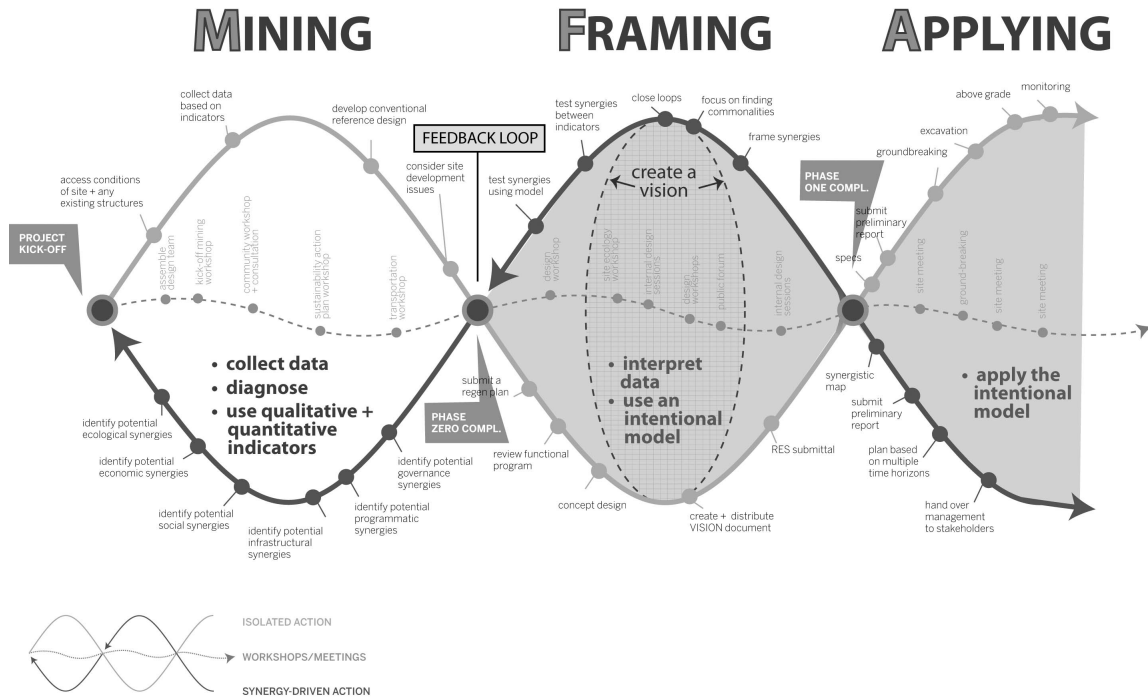 MINING
FRAMING
APPLYING
collect data
based on
indicators
develop conventional
reference design
FEEDBACK LOOP
access conditions
of site + any
existing structures
consider site
development
issues
PROJECT
KICK-OFF
assemble
design team
kick-off mining
workshop
community workshop
+ consultation
sustainability action
plan workshop
transportation
workshop
• collect data
• diagnose
• use qualitative +
quantitative
indicators
identify potential
ecological synergies
identify potential
economic synergies
identify potential
social synergies
identify potential
infrastructural
synergies
identify potential
programmatic
synergies
identify potential
governance
synergies
test synergies
between
indicators
close loops
focus on finding
commonalities
frame synergies
test synergies
using model
create a
vision
design
workshop
site ecology
workshop
internal design
sessions
design
workshops
public forum
internal design
sessions
• interpret
data
• use an
intentional
model
submit a
regen plan
PHASE
ZERO COMPL.
review functional
program
concept design
create + distribute
VISION document
RES submittal
PHASE
ONE COMPL.
above grade
monitoring
excavation
groundbreaking
submit
preliminary
report
specs
site meeting
ground-breaking
site meeting
site meeting
synergistic
map
submit
preliminary
report
plan based
on multiple
time horizons
hand over
management
to stakeholders
• apply the
intentional
model
ISOLATED ACTION
WORKSHOPS/MEETINGS
SYNERGY-DRIVEN ACTION